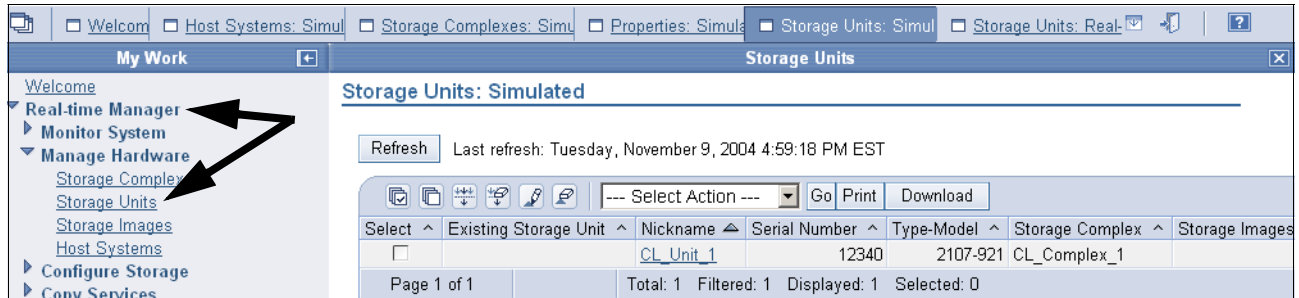 Welcom Host Systems: Simul Storage Complexes: Simu Properties: Simula Storage Units: Simul Storage Units: Real- ?
My Work Storage Units
Welcome
Real-time Manager
Monitor System
Manage Hardware
Storage Complex
Storage Units
Storage Images
Host Systems
Configure Storage
Copy Services
Storage Units: Simulated
Refresh Last refresh: Tuesday, November 9, 2004 4:59:18 PM EST
--- Select Action --- Go Print Download
Select Existing Storage Unit Nickname Serial Number Type-Model Storage Complex Storage Images
CL_Unit_1 12340 2107-921 CL_Complex_1
Page 1 of 1 Total: 1 Filtered: 1 Displayed: 1 Selected: 0